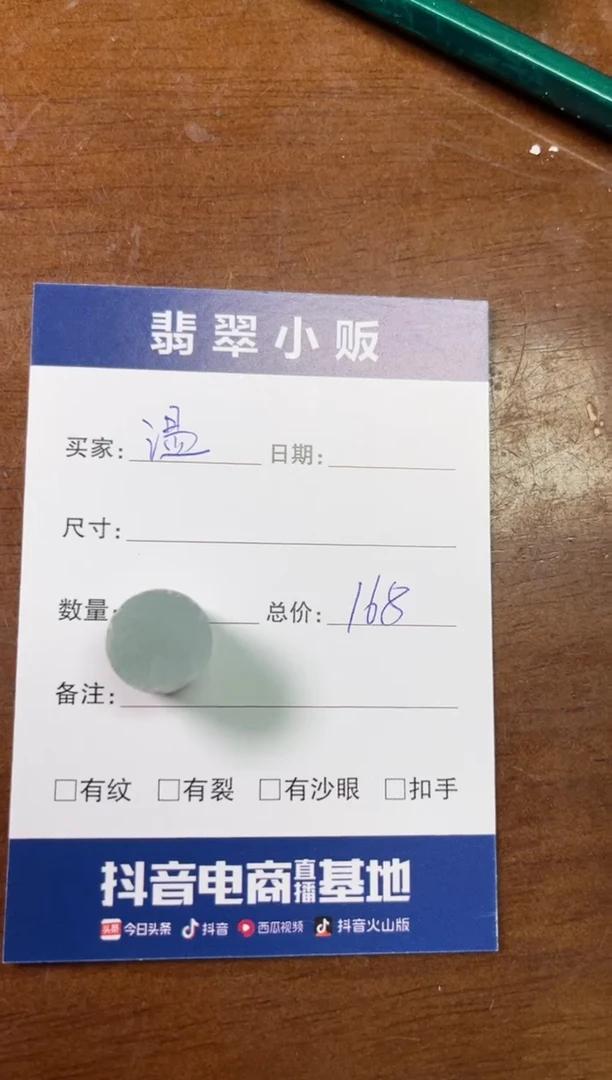 翡翠小贩
买家: 温 日期:
尺寸:
数量: 总价: 168
备注:
□有纹 □有裂 □有沙眼 □扣手
抖音电商直播基地
头条 今日头条 抖音 西瓜视频 抖音火山版